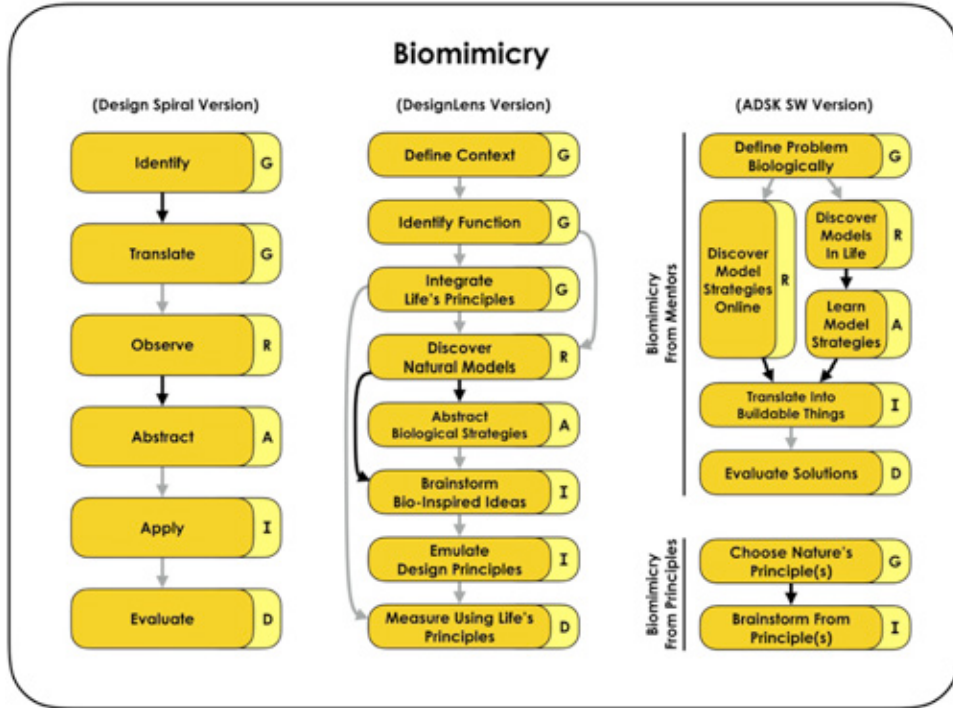 Biomimicry
(Design Spiral Version)
Identify
G
Translate
G
Observe
R
Abstract
A
Apply
I
Evaluate
D
(DesignLens Version)
Define Context
G
Identify Function
G
Integrate
Life's Principles
G
Discover
Natural Models
R
Abstract
Biological Strategies
A
Brainstorm
Bio-Inspired Ideas
I
Emulate
Design Principles
I
Measure Using Life's
Principles
D
(ADSK SW Version)
Biomimicry
From Mentors
Define Problem
Biologically
G
Discover
Model
Strategies
Online
R
Discover
Models
In Life
R
Learn
Model
Strategies
A
Translate Into
Buildable Things
I
Evaluate Solutions
D
Biomimicry
From Principles
Choose Nature's
Principle(s)
G
Brainstorm From
Principle(s)
I